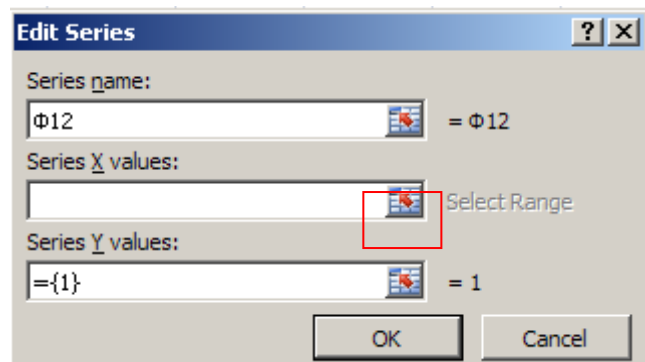 Edit Series
Series name:
Φ12 = Φ12
Series X values:
Select Range
Series Y values:
={1} = 1
OK Cancel